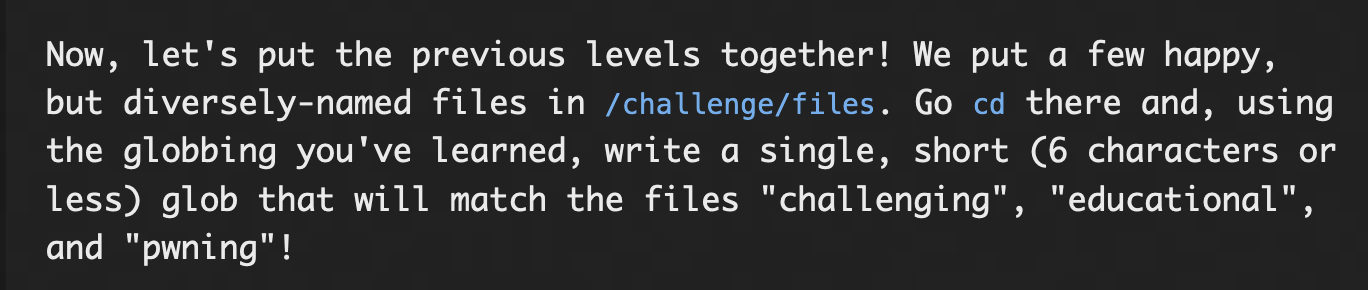 Now, let's put the previous levels together! We put a few happy,
but diversely-named files in /challenge/files. Go cd there and, using
the globbing you've learned, write a single, short (6 characters or
less) glob that will match the files "challenging", "educational",
and "pwning"!